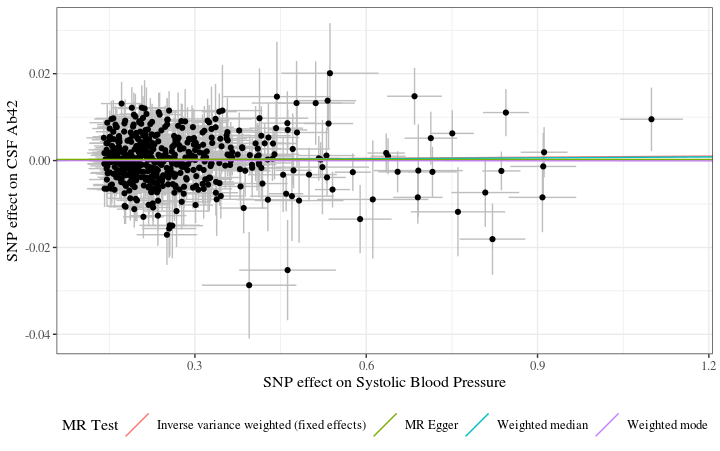 0.02
0.00
-0.02
-0.04
SNP effect on CSF Ab42
0.3
0.6
0.9
1.2
SNP effect on Systolic Blood Pressure
MR Test
Inverse variance weighted (fixed effects)
MR Egger
Weighted median
Weighted mode